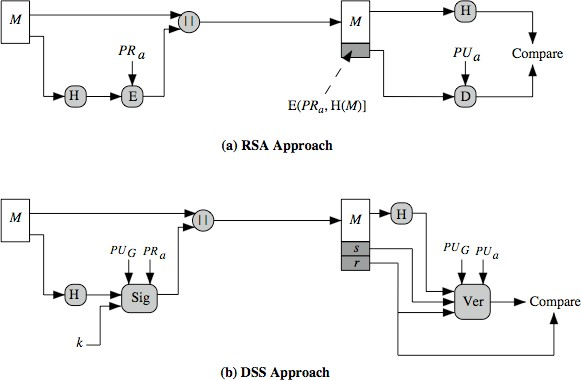 M
||
PRa
H
E
M
H
PUa
D
Compare
E(PRa, H(M)]
(a) RSA Approach
M
||
PUG PRa
H
Sig
k
M
s
r
H
PUG PUa
Ver
Compare
(b) DSS Approach